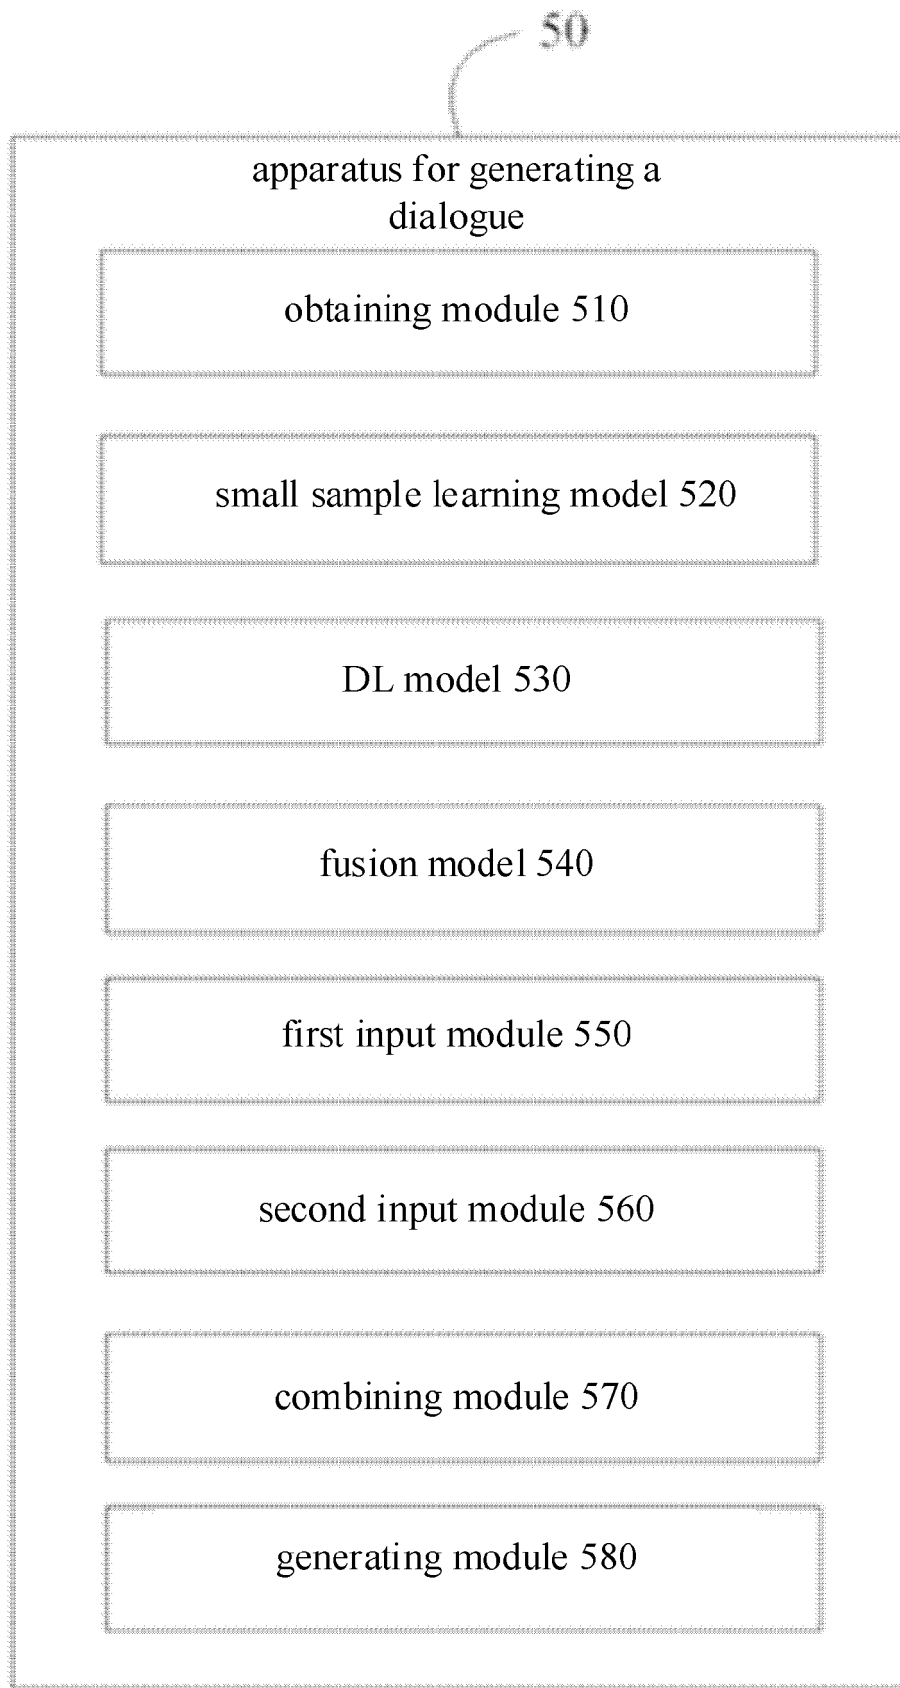 50
apparatus for generating a
dialogue
obtaining module 510
small sample learning model 520
DL model 530
fusion model 540
first input module 550
second input module 560
combining module 570
generating module 580